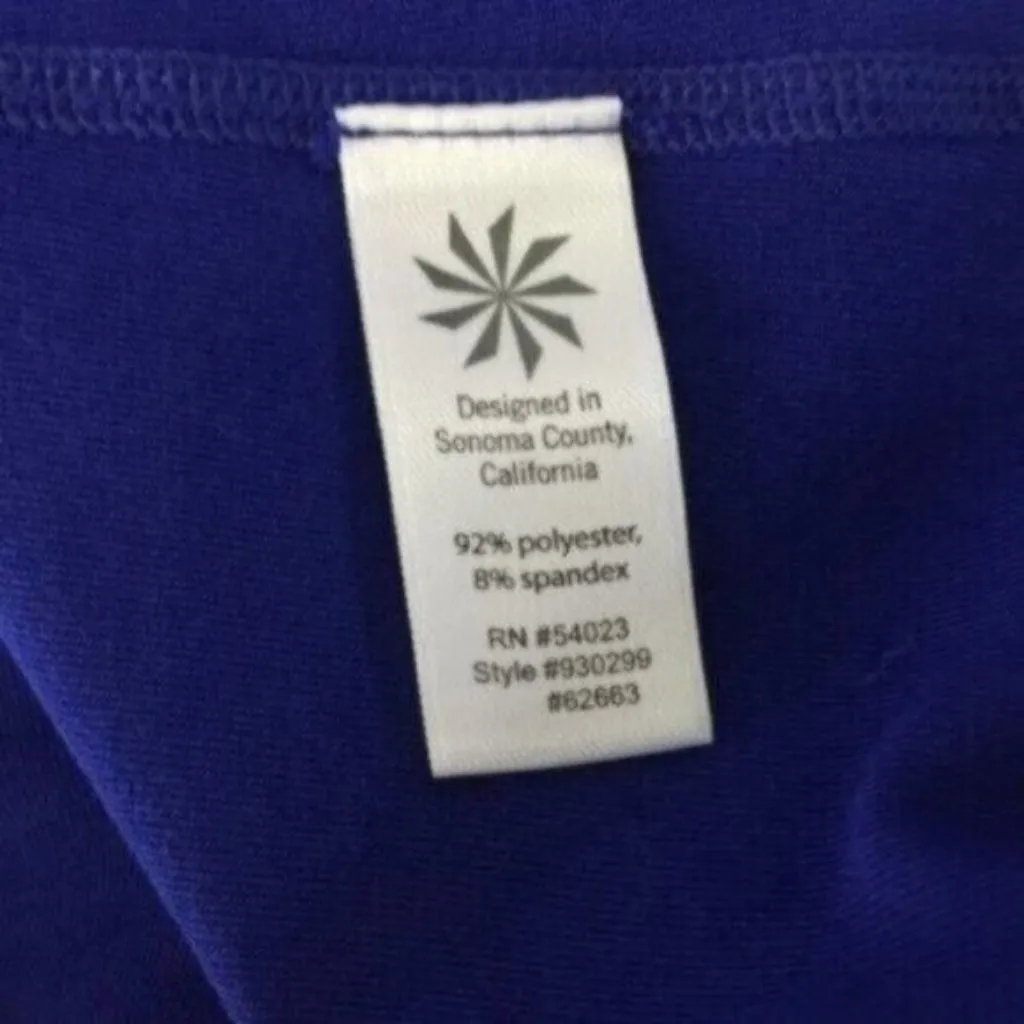 Designed in
Sonoma County,
California
92% polyester,
8% spandex
RN #54023
Style #930299
#62663